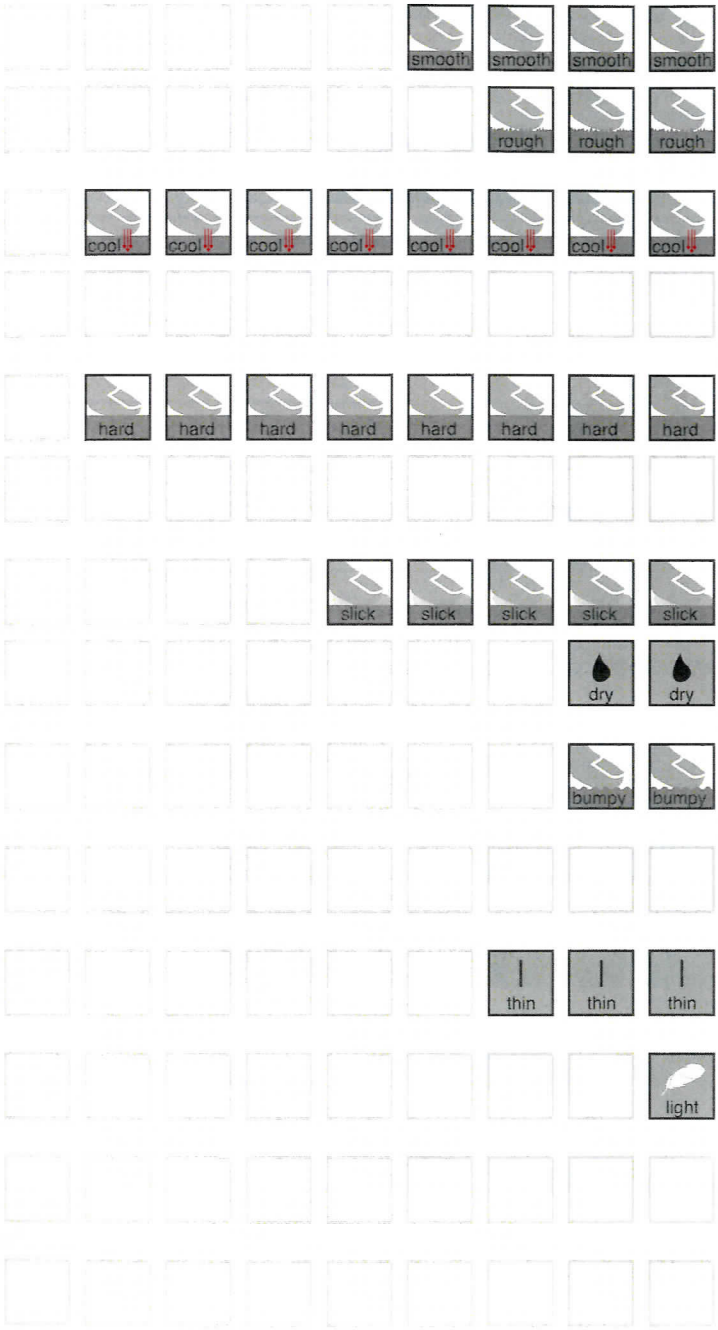 smooth smooth smooth smooth
rough rough rough
cool cool cool cool cool cool cool cool
hard hard hard hard hard hard hard hard
slick slick slick slick slick
dry dry
bumpy bumpy
thin thin thin
light